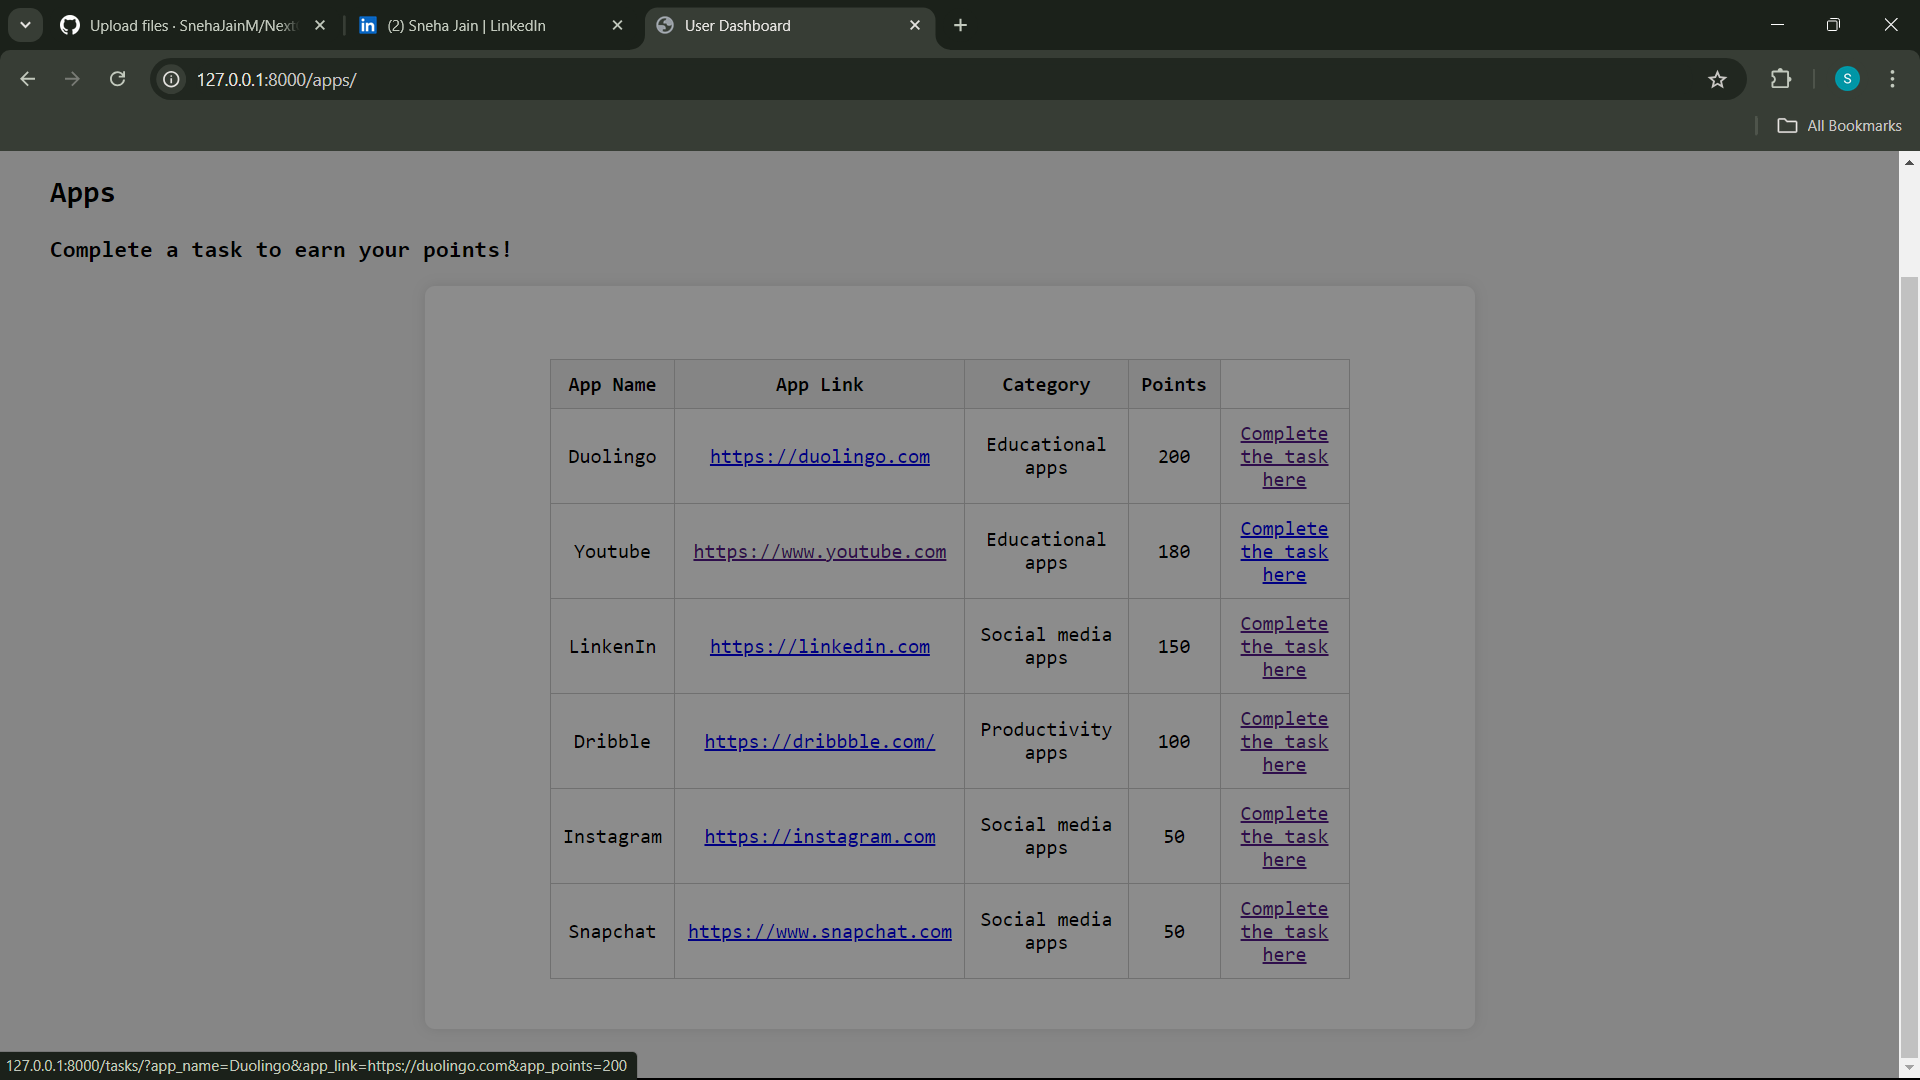 Upload files · SnehaJainM/Next
(2) Sneha Jain | LinkedIn
User Dashboard
127.0.0.1:8000/apps/
S
All Bookmarks
Apps
Complete a task to earn your points!
App Name App Link Category Points
Duolingo https://duolingo.com Educational apps 200 Complete the task here
Youtube https://www.youtube.com Educational apps 180 Complete the task here
LinkenIn https://linkedin.com Social media apps 150 Complete the task here
Dribble https://dribbble.com/ Productivity apps 100 Complete the task here
Instagram https://instagram.com Social media apps 50 Complete the task here
Snapchat https://www.snapchat.com Social media apps 50 Complete the task here
127.0.0.1:8000/tasks/?app_name=Duolingo&app_link=https://duolingo.com&app_points=200